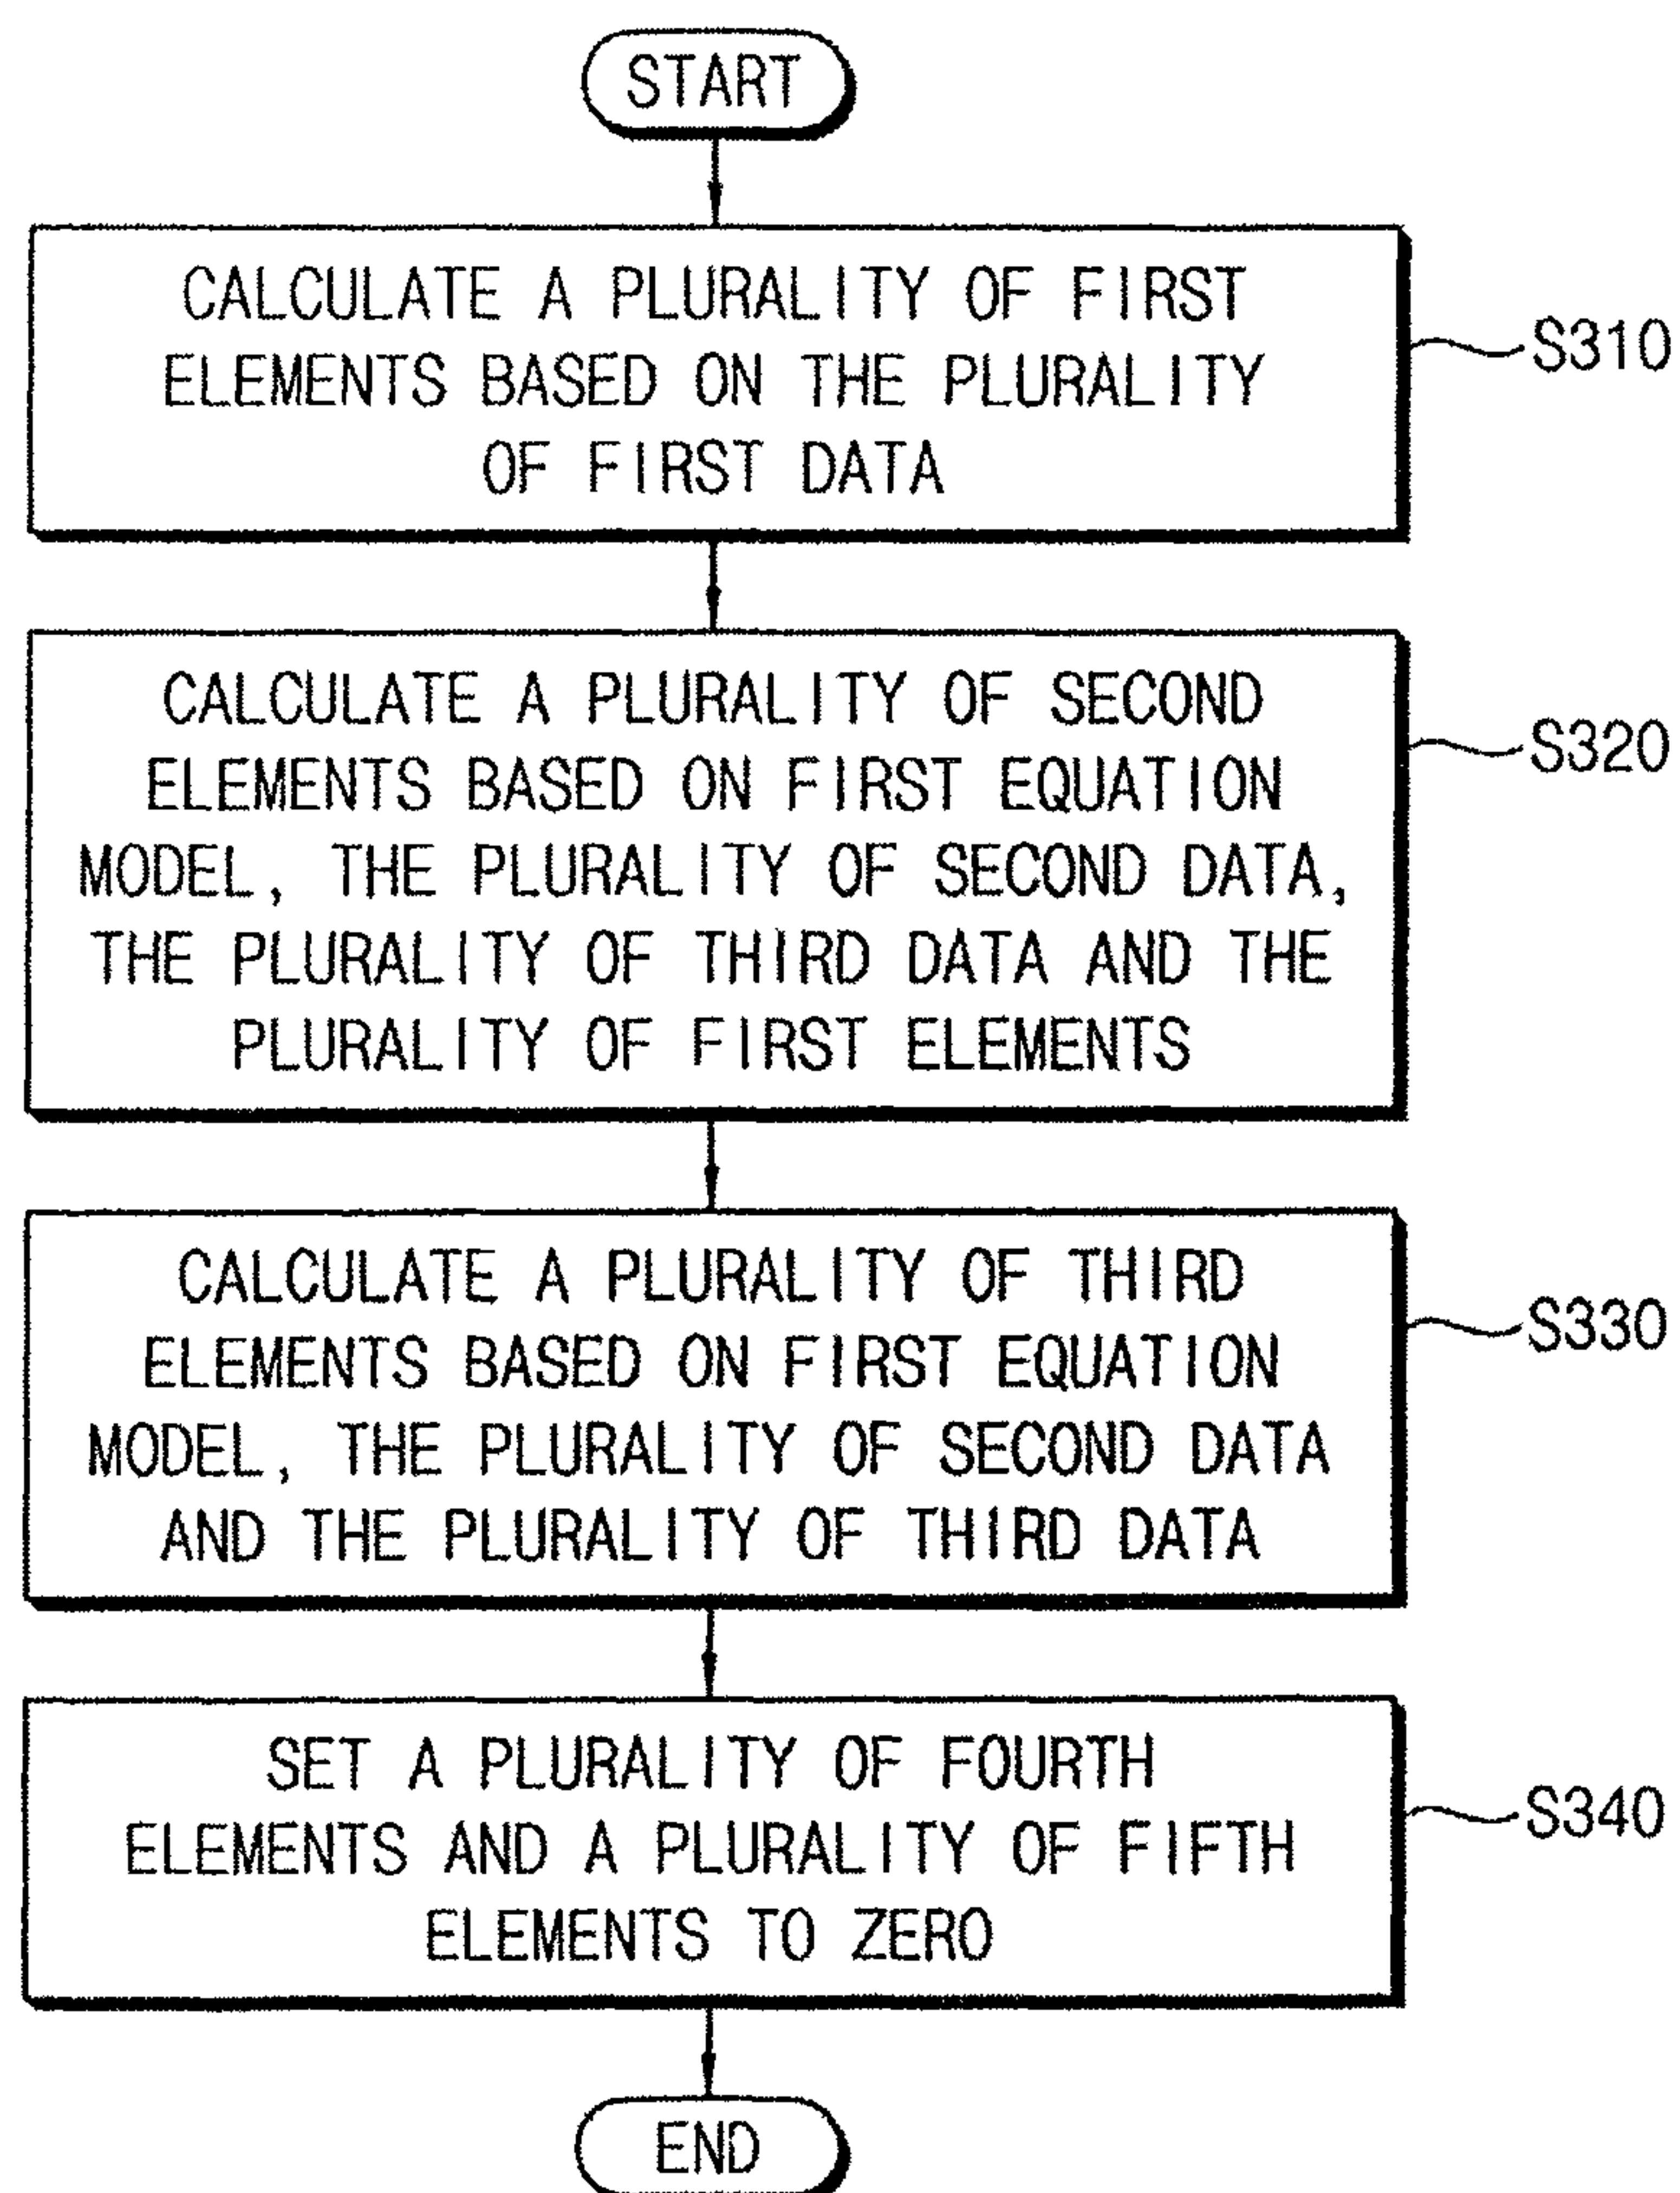 START
CALCULATE A PLURALITY OF FIRST
ELEMENTS BASED ON THE PLURALITY
OF FIRST DATA
S310
CALCULATE A PLURALITY OF SECOND
ELEMENTS BASED ON FIRST EQUATION
MODEL, THE PLURALITY OF SECOND DATA,
THE PLURALITY OF THIRD DATA AND THE
PLURALITY OF FIRST ELEMENTS
S320
CALCULATE A PLURALITY OF THIRD
ELEMENTS BASED ON FIRST EQUATION
MODEL, THE PLURALITY OF SECOND DATA
AND THE PLURALITY OF THIRD DATA
S330
SET A PLURALITY OF FOURTH
ELEMENTS AND A PLURALITY OF FIFTH
ELEMENTS TO ZERO
S340
END